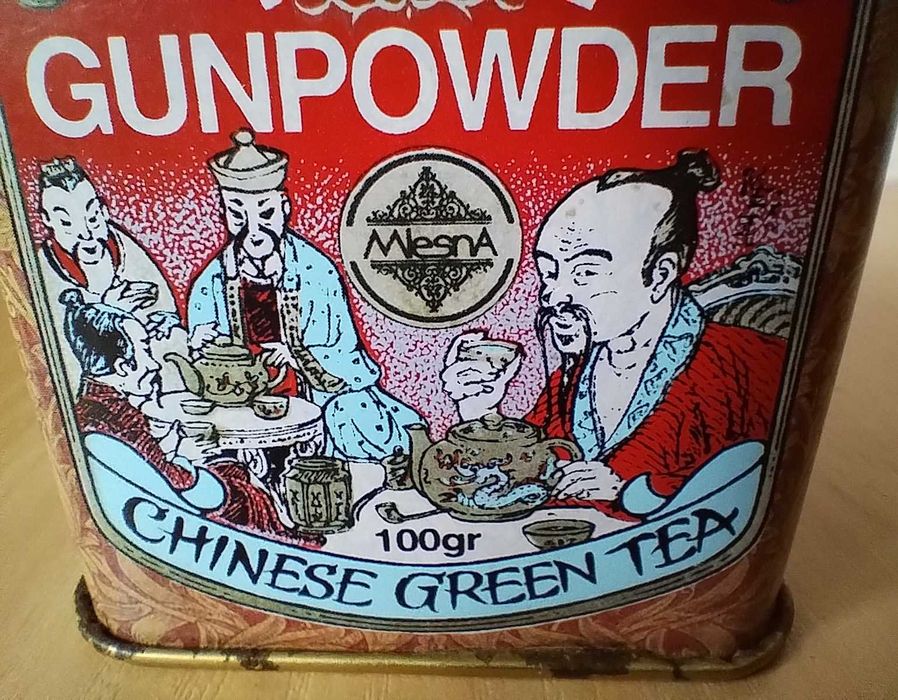 GUNPOWDER
MlesnA
100gr
CHINESE GREEN TEA